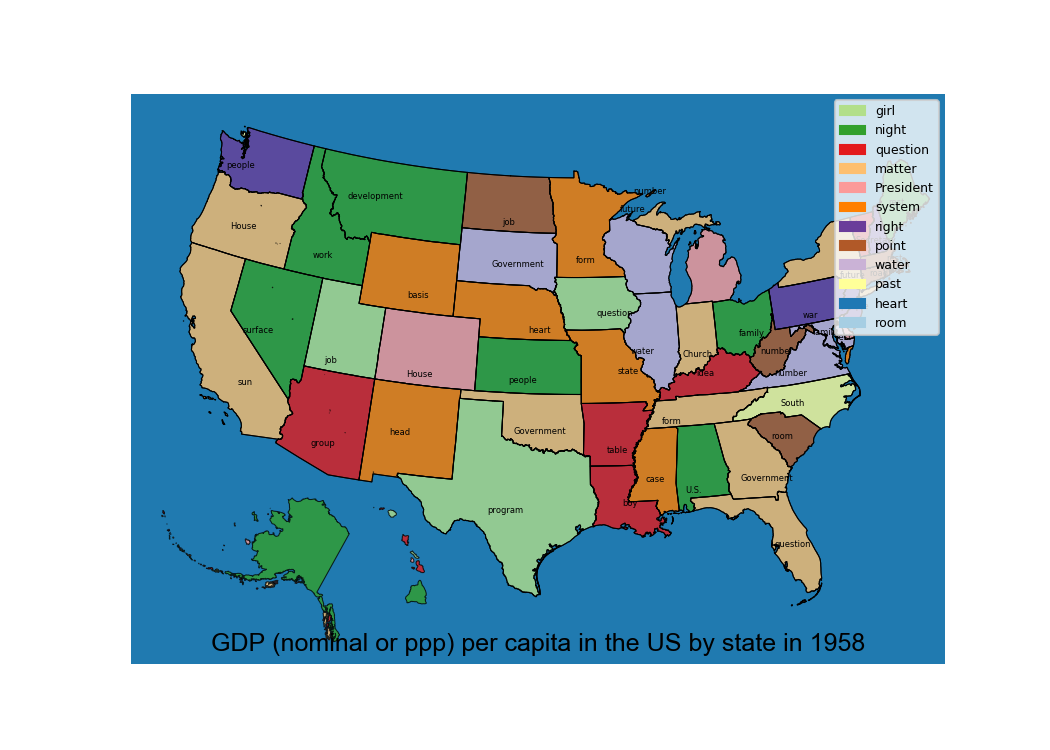 girl
night
question
matter
President
system
right
point
water
past
heart
room
people
number
development
future
House
job
work
Government
form
basis
question
war
surface
heart
family
water
number
Church
job
state
idea
number
House
people
sun
South
form
head
Government
room
group
table
case
Government
U.S.
boy
program
question
GDP (nominal or ppp) per capita in the US by state in 1958